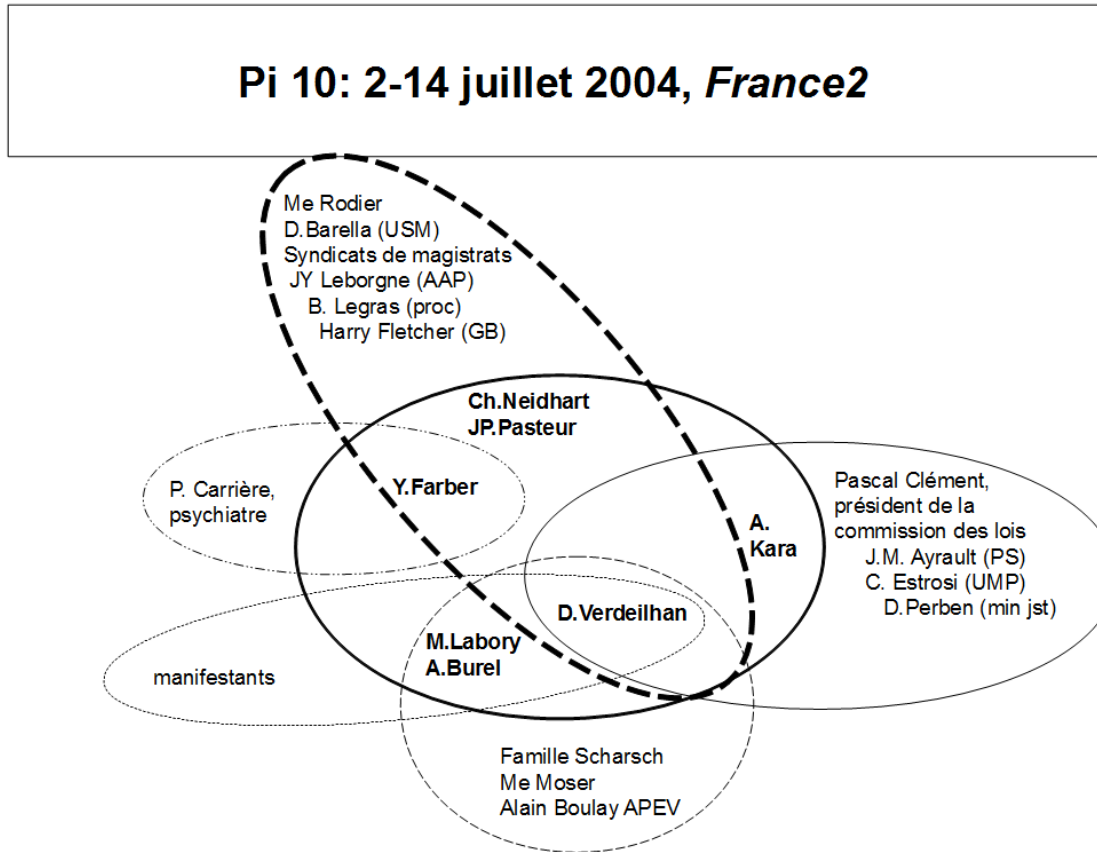 Pi 10: 2-14 juillet 2004, France2
Me Rodier
D.Barella (USM)
Syndicats de magistrats
JY Leborgne (AAP)
B. Legras (proc)
Harry Fletcher (GB)
Ch.Neidhart
JP.Pasteur
P. Carrière,
psychiatre
Y.Farber
A.
Kara
Pascal Clément,
président de la
commission des lois
J.M. Ayrault (PS)
C. Estrosi (UMP)
D.Perben (min jst)
D.Verdeilhan
M.Labory
A.Burel
manifestants
Famille Scharsch
Me Moser
Alain Boulay APEV